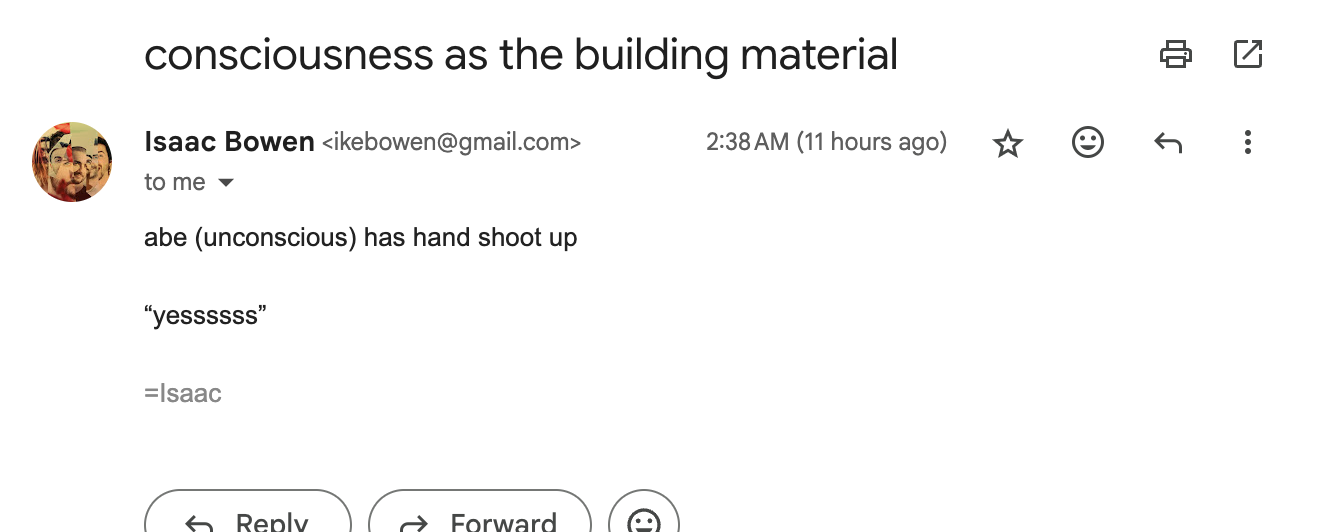 consciousness as the building material
Isaac Bowen <ikebowen@gmail.com> 2:38 AM (11 hours ago)
to me
abe (unconscious) has hand shoot up
“yessssss”
=Isaac
Reply Forward